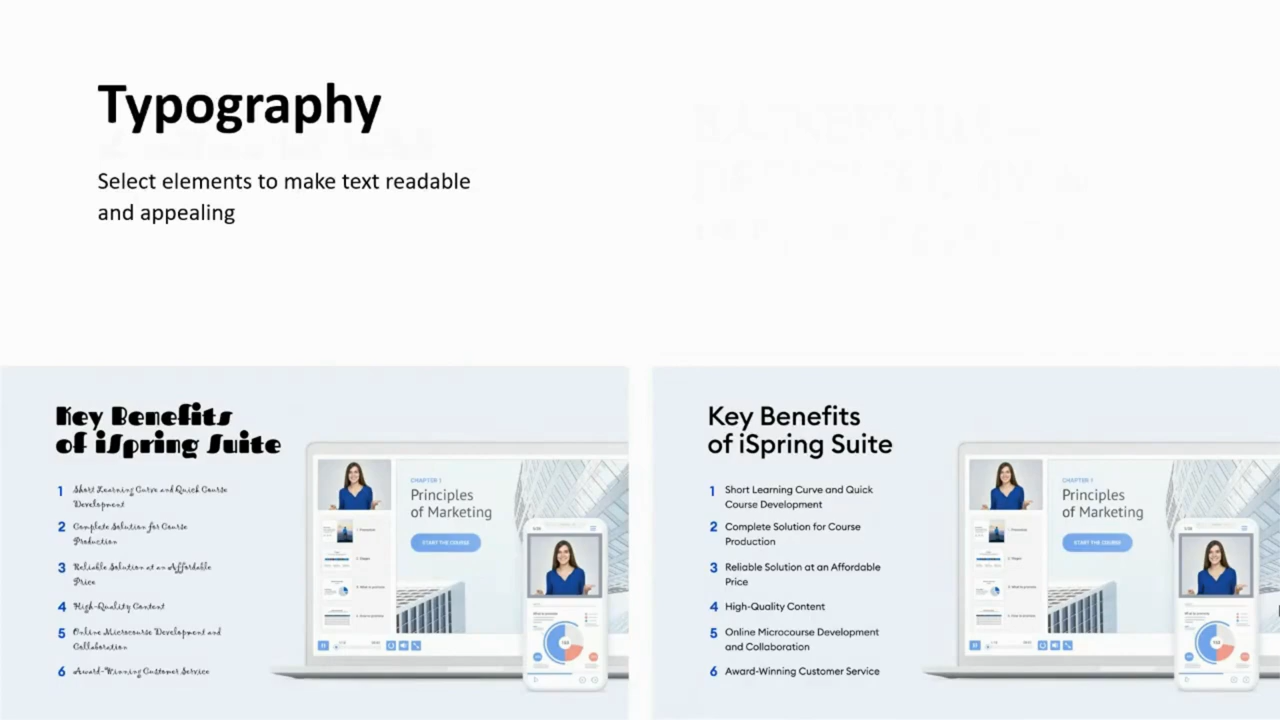 Typography
Select elements to make text readable
and appealing
Key Benefits
of iSpring Suite
1 Short Learning Curve and Quick Course
Development
2 Complete Solution for Course
Production
3 Reliable Solution at an Affordable
Price
4 High-Quality Content
5 Online Microcourse Development and
Collaboration
6 Award-Winning Customer Service
CHAPTER 1
Principles
of Marketing
START THE COURSE
Key Benefits
of iSpring Suite
1 Short Learning Curve and Quick
Course Development
2 Complete Solution for Course
Production
3 Reliable Solution at an Affordable
Price
4 High-Quality Content
5 Online Microcourse Development
and Collaboration
6 Award-Winning Customer Service
CHAPTER 1
Principles
of Marketing
START THE COURSE